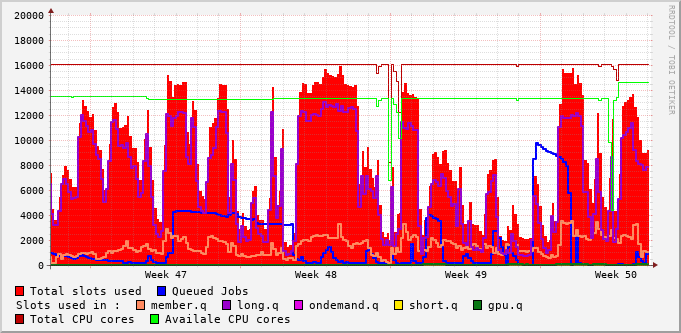 20000
18000
16000
14000
12000
10000
8000
6000
4000
2000
0
Week 47 Week 48 Week 49 Week 50
RRDTOOL / TOBI OETIKER
Total slots used Queued Jobs
Slots used in : member.q long.q ondemand.q short.q gpu.q
Total CPU cores Availale CPU cores